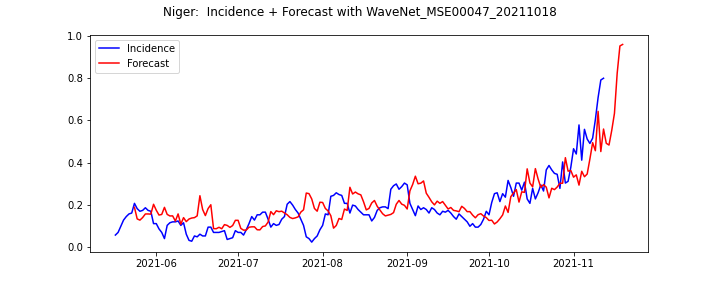 Niger:  Incidence + Forecast with WaveNet_MSE00047_20211018
Incidence
Forecast
1.0
0.8
0.6
0.4
0.2
0.0
2021-06 2021-07 2021-08 2021-09 2021-10 2021-11